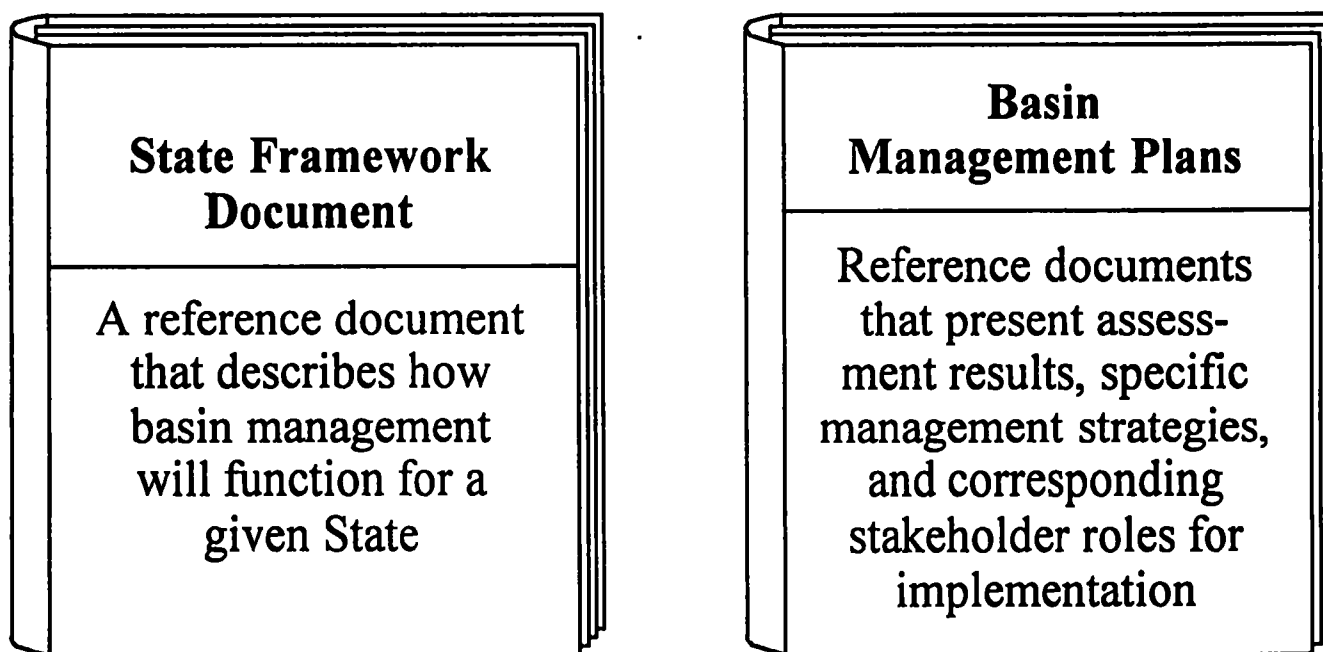 State Framework
Document
A reference document
that describes how
basin management
will function for a
given State
Basin
Management Plans
Reference documents
that present assess-
ment results, specific
management strategies,
and corresponding
stakeholder roles for
implementation